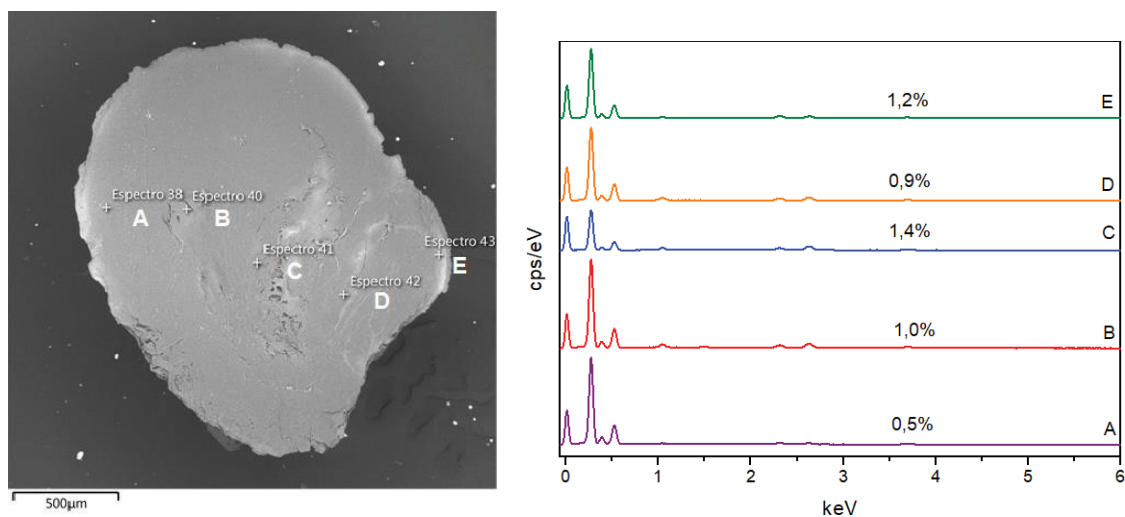 Espectro 38
Espectro 40
A
B
Espectro 41
Espectro 43
C
E
Espectro 42
D
500µm
cps/eV
1,2%
E
0,9%
D
1,4%
C
1,0%
B
0,5%
A
0 1 2 3 4 5 6
keV